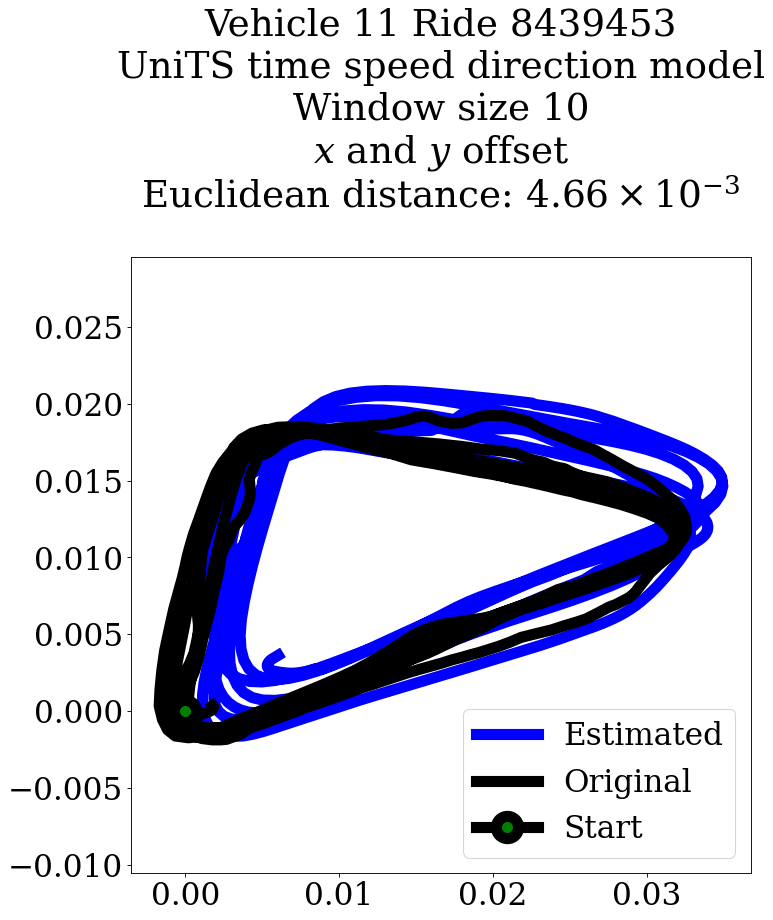 Vehicle 11 Ride 8439453
UniTS time speed direction model
Window size 10
x and y offset
Euclidean distance: 4.66 × 10⁻³
0.025
0.020
0.015
0.010
0.005
0.000
−0.005
−0.010
0.00 0.01 0.02 0.03
Estimated
Original
Start